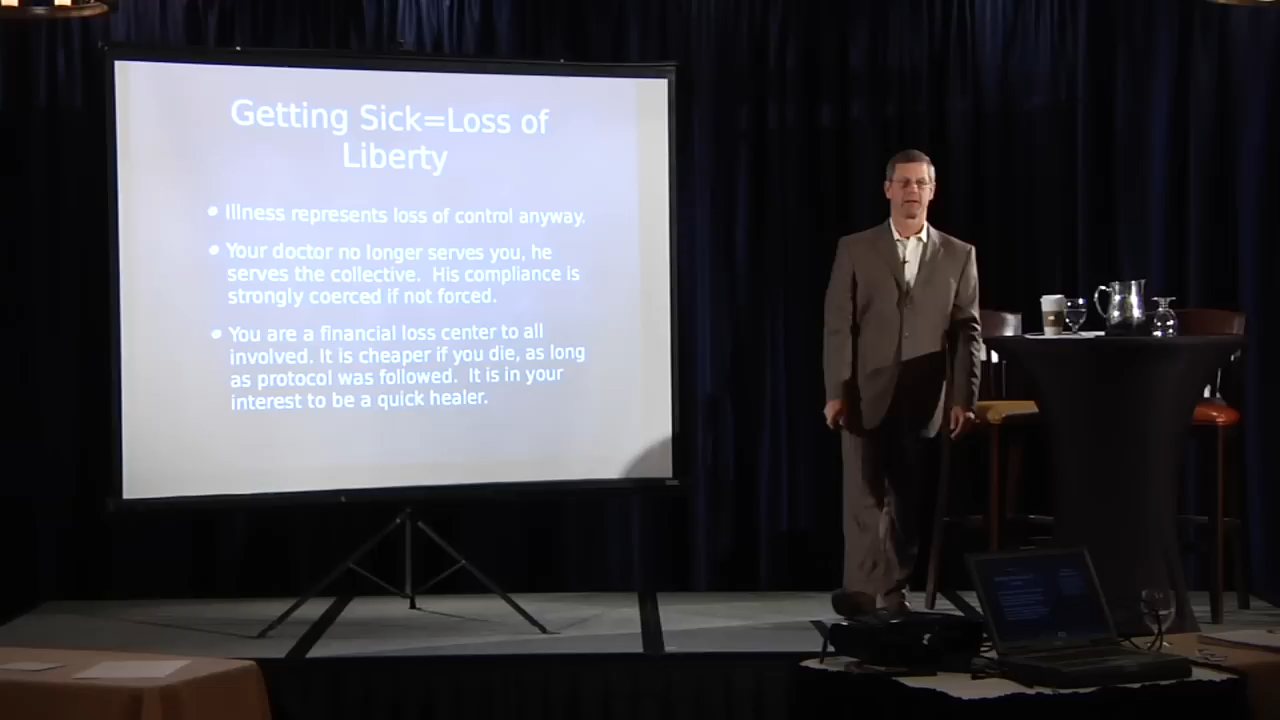 Getting Sick=Loss of
Liberty
• Illness represents loss of control anyway.
• Your doctor no longer serves you, he
serves the collective.  His compliance is
strongly coerced if not forced.
• You are a financial loss center to all
involved. It is cheaper if you die, as long
as protocol was followed.  It is in your
interest to be a quick healer.